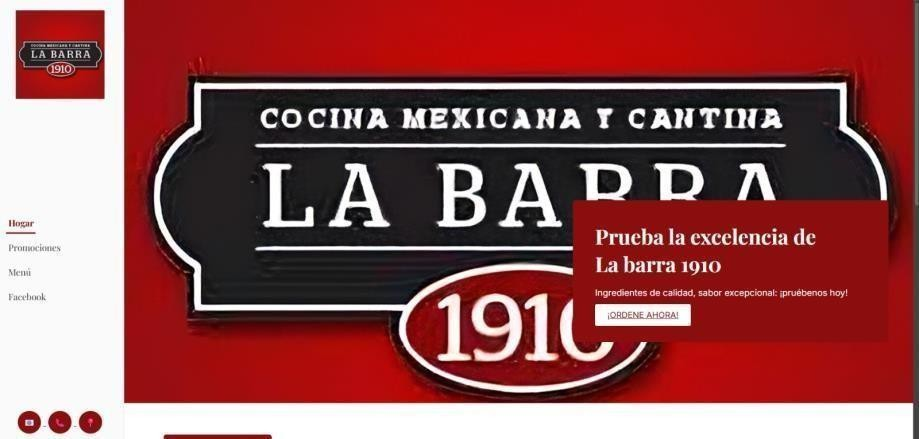 COCINA MEXICANA Y CANTINA
LA BARRA
1910
Hogar
Promociones
Menú
Facebook
COCINA MEXICANA Y CANTINA
LA BARRA
1910
Prueba la excelencia de
La barra 1910
Ingredientes de calidad, sabor excepcional: ¡pruébenos hoy!
¡ORDENE AHORA!